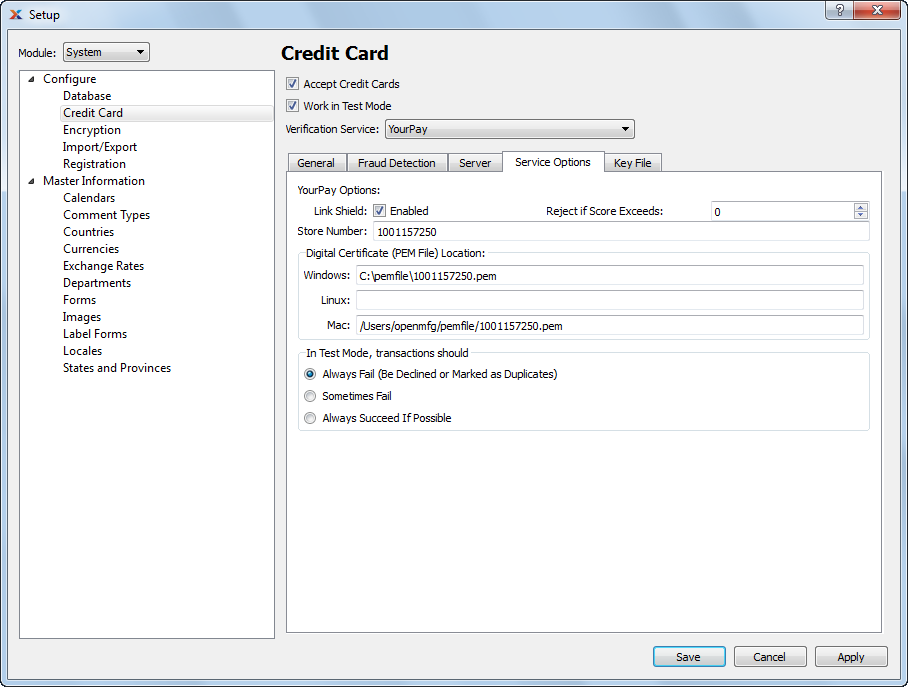 Setup
?
Module: System
Configure
Database
Credit Card
Encryption
Import/Export
Registration
Master Information
Calendars
Comment Types
Countries
Currencies
Exchange Rates
Departments
Forms
Images
Label Forms
Locales
States and Provinces
Credit Card
Accept Credit Cards
Work in Test Mode
Verification Service: YourPay
General Fraud Detection Server Service Options Key File
YourPay Options:
Link Shield: Enabled Reject if Score Exceeds: 0
Store Number: 1001157250
Digital Certificate (PEM File) Location:
Windows: C:\pemfile\1001157250.pem
Linux:
Mac: /Users/openmfg/pemfile/1001157250.pem
In Test Mode, transactions should
Always Fail (Be Declined or Marked as Duplicates)
Sometimes Fail
Always Succeed If Possible
Save Cancel Apply